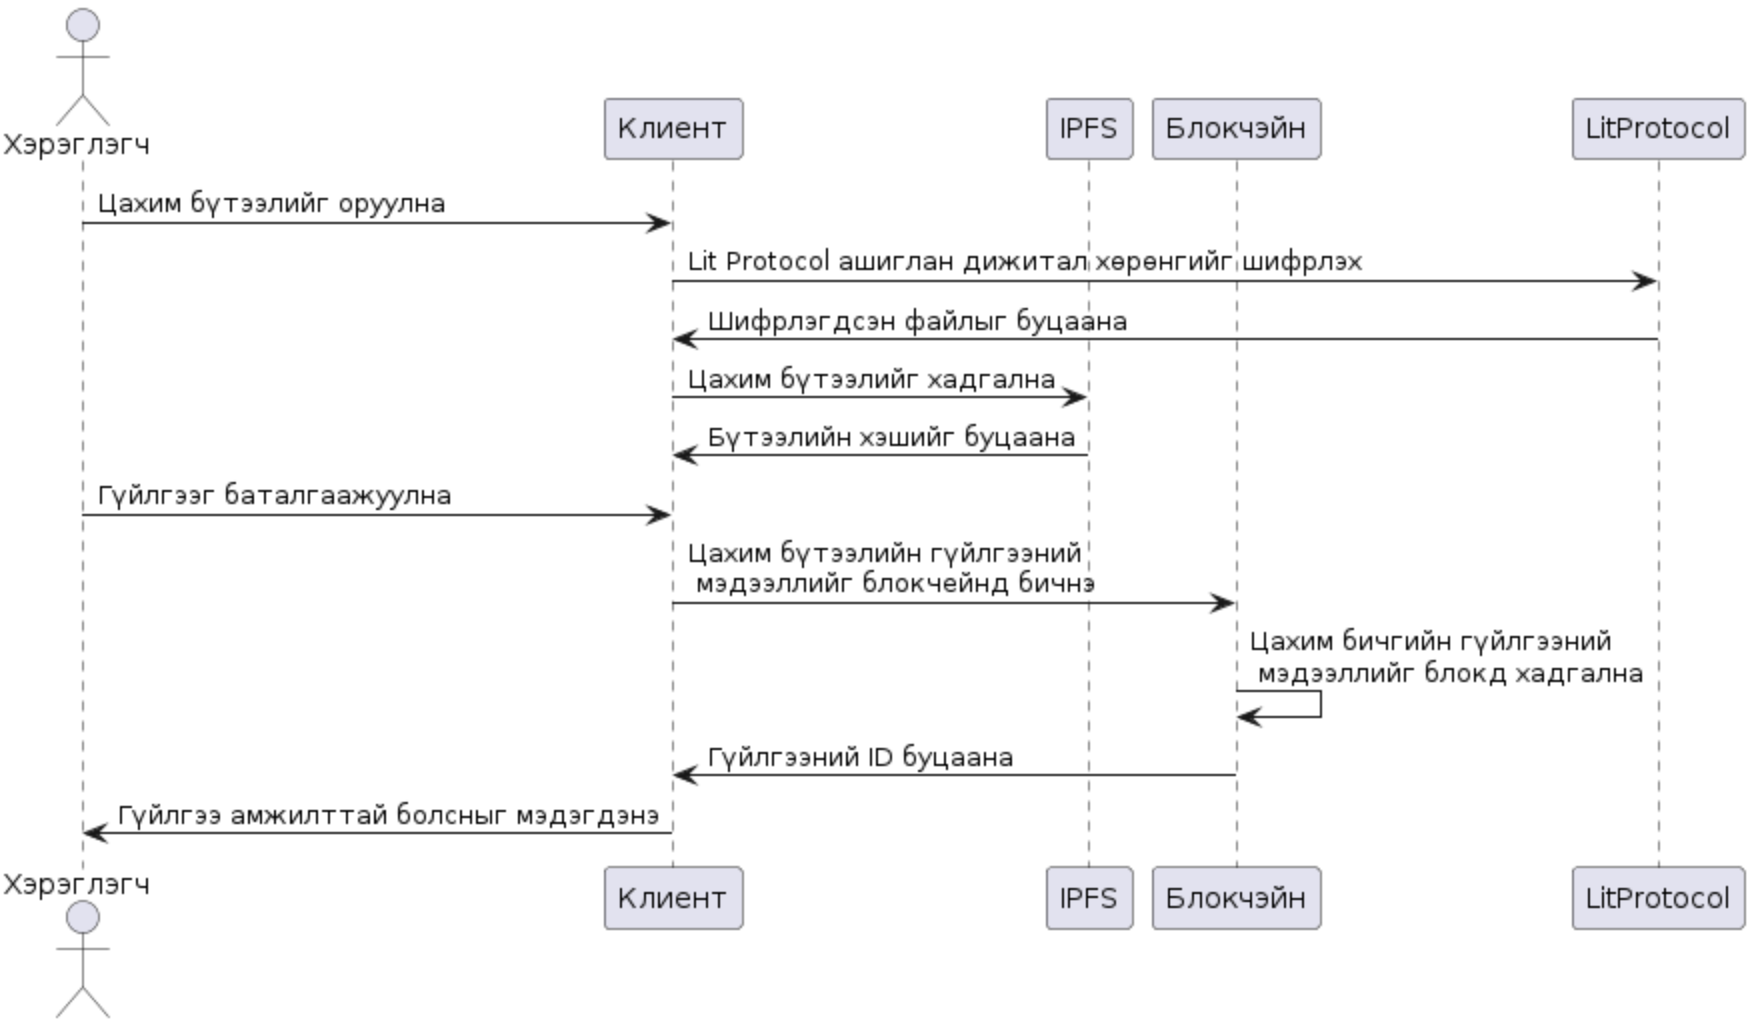 Хэрэглэгч
Клиент
IPFS
Блокчэйн
LitProtocol
Цахим бүтээлийг оруулна
Lit Protocol ашиглан дижитал хөрөнгийг шифрлэх
Шифрлэгдсэн файлыг буцаана
Цахим бүтээлийг хадгална
Бүтээлийн хэшийг буцаана
Гүйлгээг баталгаажуулна
Цахим бүтээлийн гүйлгээний
мэдээллийг блокчейнд бичнэ
Цахим бичгийн гүйлгээний
мэдээллийг блокд хадгална
Гүйлгээний ID буцаана
Гүйлгээ амжилттай болсныг мэдэгдэнэ
Хэрэглэгч
Клиент
IPFS
Блокчэйн
LitProtocol